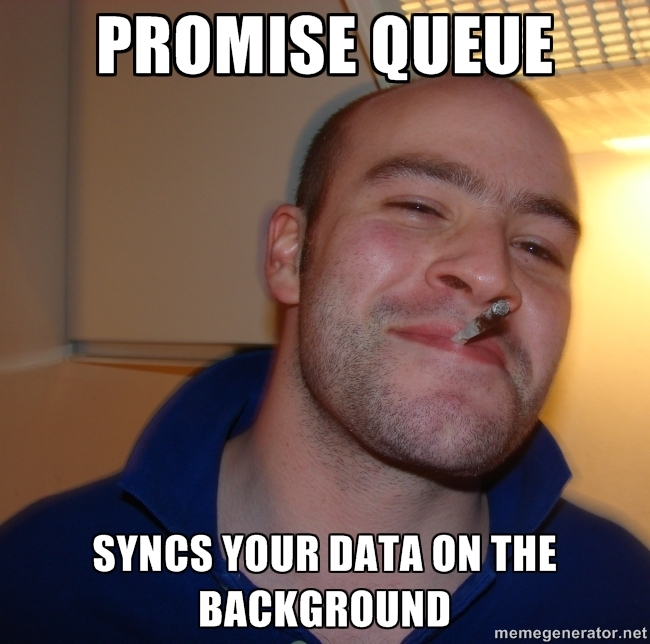 PROMISE QUEUE
SYNCS YOUR DATA ON THE
BACKGROUND
memegenerator.net